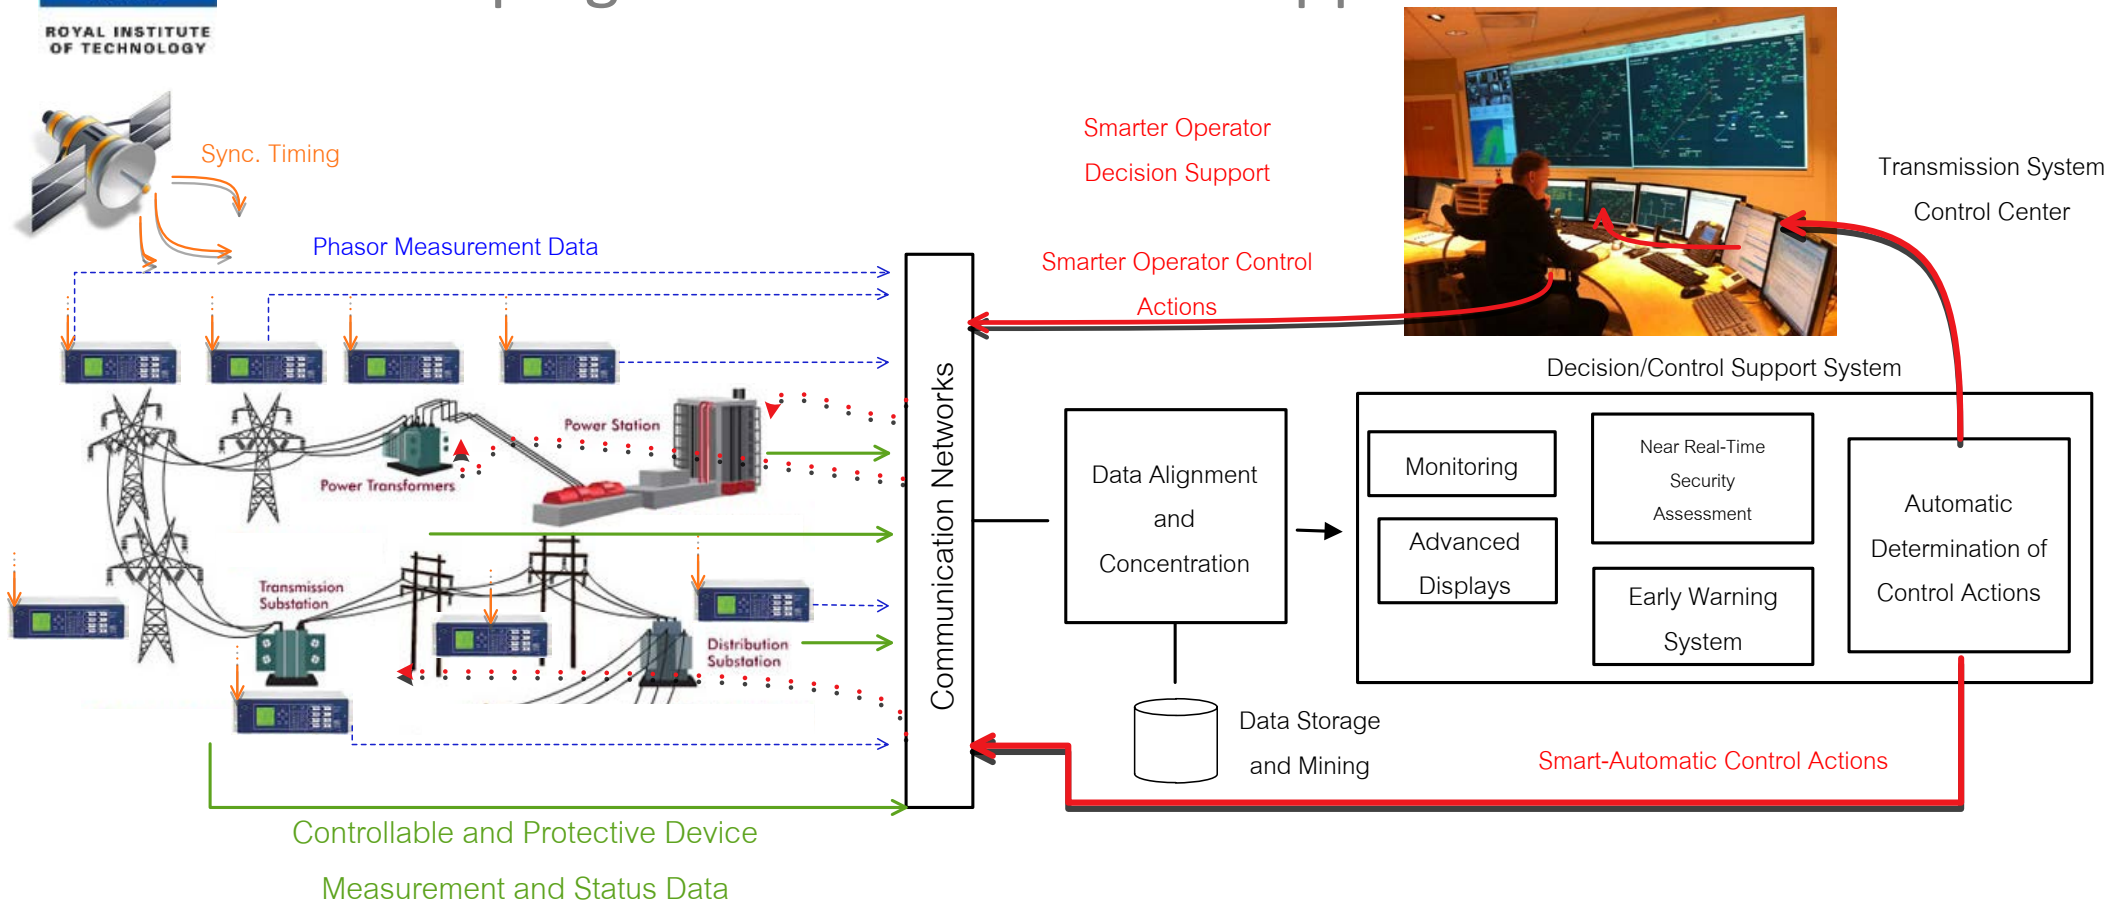 ROYAL INSTITUTE
OF TECHNOLOGY
Sync. Timing
Phasor Measurement Data
Smarter Operator
Decision Support
Smarter Operator Control
Actions
Transmission System
Control Center
Decision/Control Support System
Power Station
Power Transformers
Transmission
Substation
Distribution
Substation
Communication Networks
Data Alignment
and
Concentration
Data Storage
and Mining
Monitoring
Advanced
Displays
Near Real-Time
Security
Assessment
Early Warning
System
Automatic
Determination of
Control Actions
Smart-Automatic Control Actions
Controllable and Protective Device
Measurement and Status Data